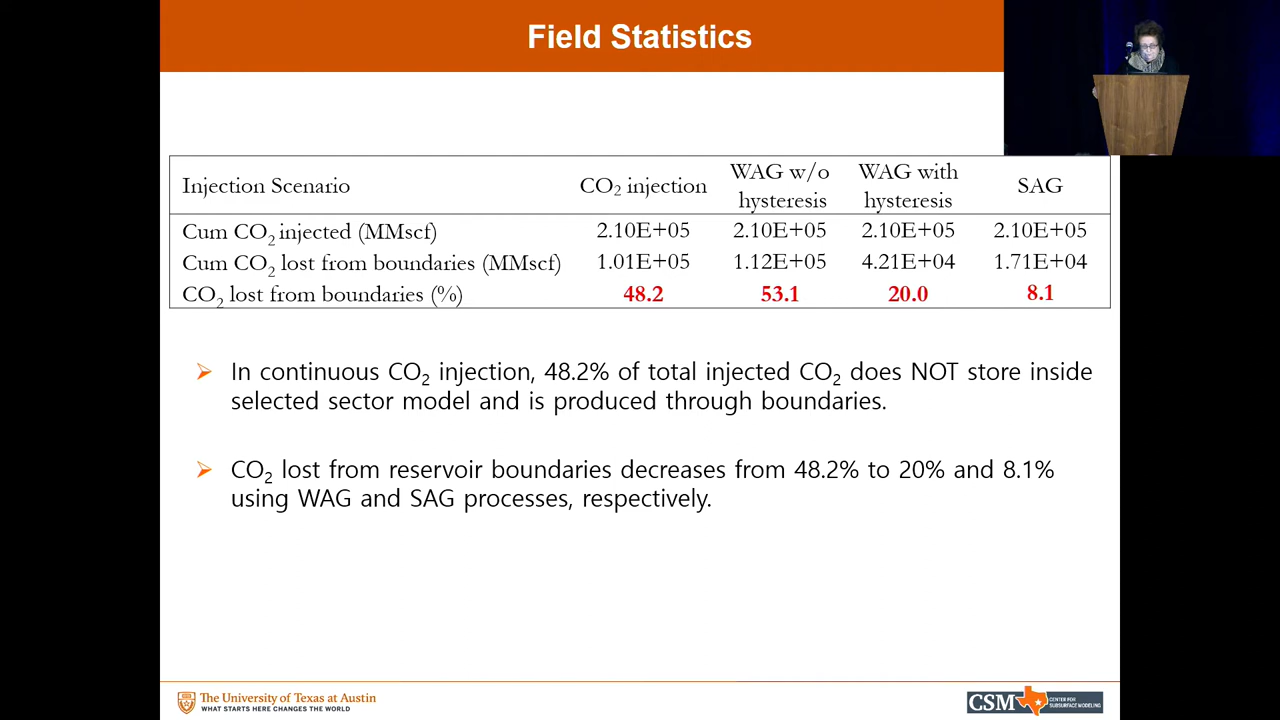 Field Statistics
Injection Scenario CO₂ injection WAG w/o hysteresis WAG with hysteresis SAG
Cum CO₂ injected (MMscf) 2.10E+05 2.10E+05 2.10E+05 2.10E+05
Cum CO₂ lost from boundaries (MMscf) 1.01E+05 1.12E+05 4.21E+04 1.71E+04
CO₂ lost from boundaries (%) 48.2 53.1 20.0 8.1
➢ In continuous CO₂ injection, 48.2% of total injected CO₂ does NOT store inside
selected sector model and is produced through boundaries.
➢ CO₂ lost from reservoir boundaries decreases from 48.2% to 20% and 8.1%
using WAG and SAG processes, respectively.
The University of Texas at Austin
WHAT STARTS HERE CHANGES THE WORLD
CSM CENTER FOR
SUBSURFACE MODELING